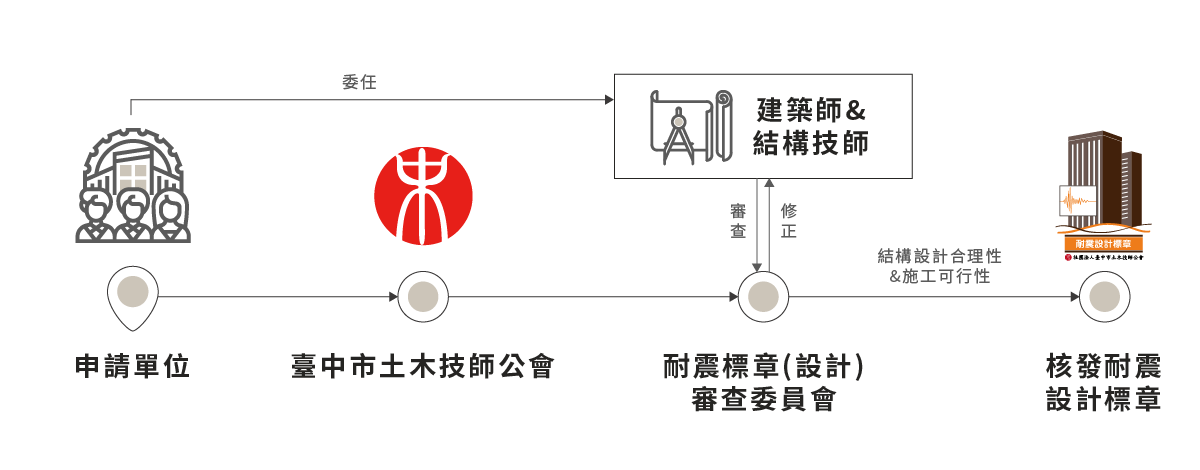 委任
建築師&
結構技師
審查
修正
結構設計合理性
&施工可行性
耐震設計標章
社團法人臺中市土木技師公會
申請單位
臺中市土木技師公會
耐震標章(設計)
審查委員會
核發耐震
設計標章